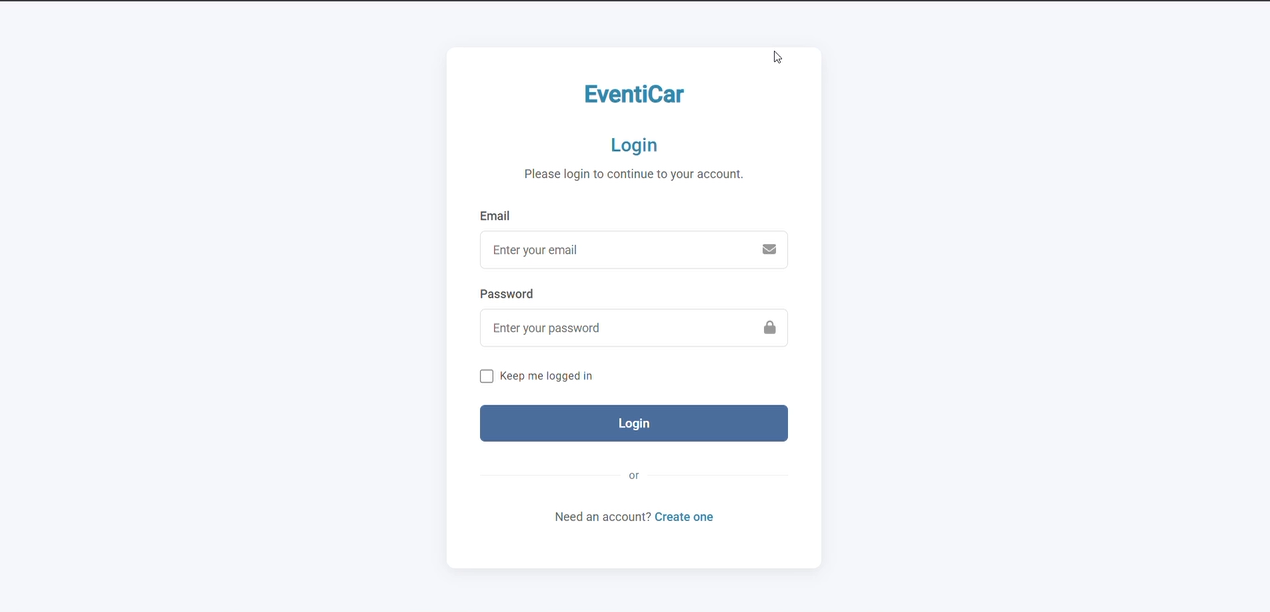 EventiCar
Login
Please login to continue to your account.
Email
Enter your email
Password
Enter your password
Keep me logged in
Login
or
Need an account? Create one